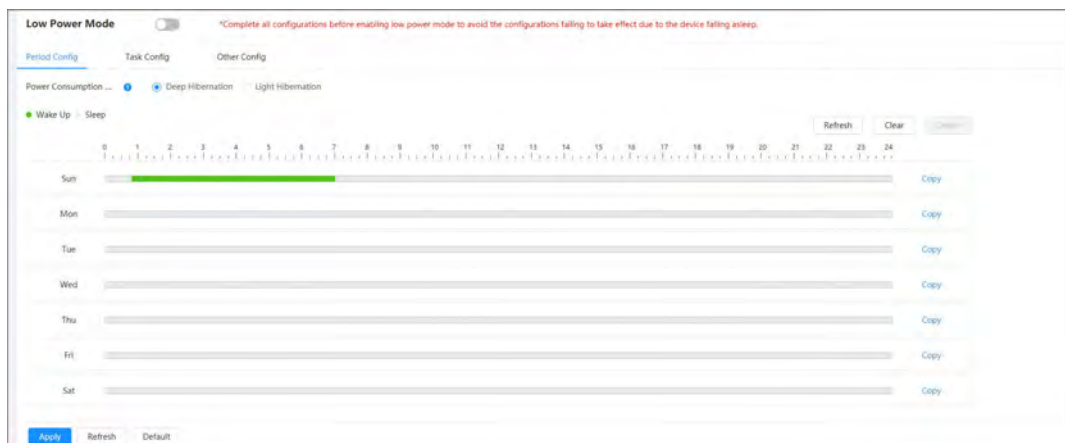 Low Power Mode *Complete all configurations before enabling low power mode to avoid the configurations failing to take effect due to the device falling asleep.
Period Config Task Config Other Config
Power Consumption ... Deep Hibernation Light Hibernation
Wake Up Sleep
Refresh Clear
0 1 2 3 4 5 6 7 8 9 10 11 12 13 14 15 16 17 18 19 20 21 22 23 24
Sun Copy
Mon Copy
Tue Copy
Wed Copy
Thu Copy
Fri Copy
Sat Copy
Apply Refresh Default